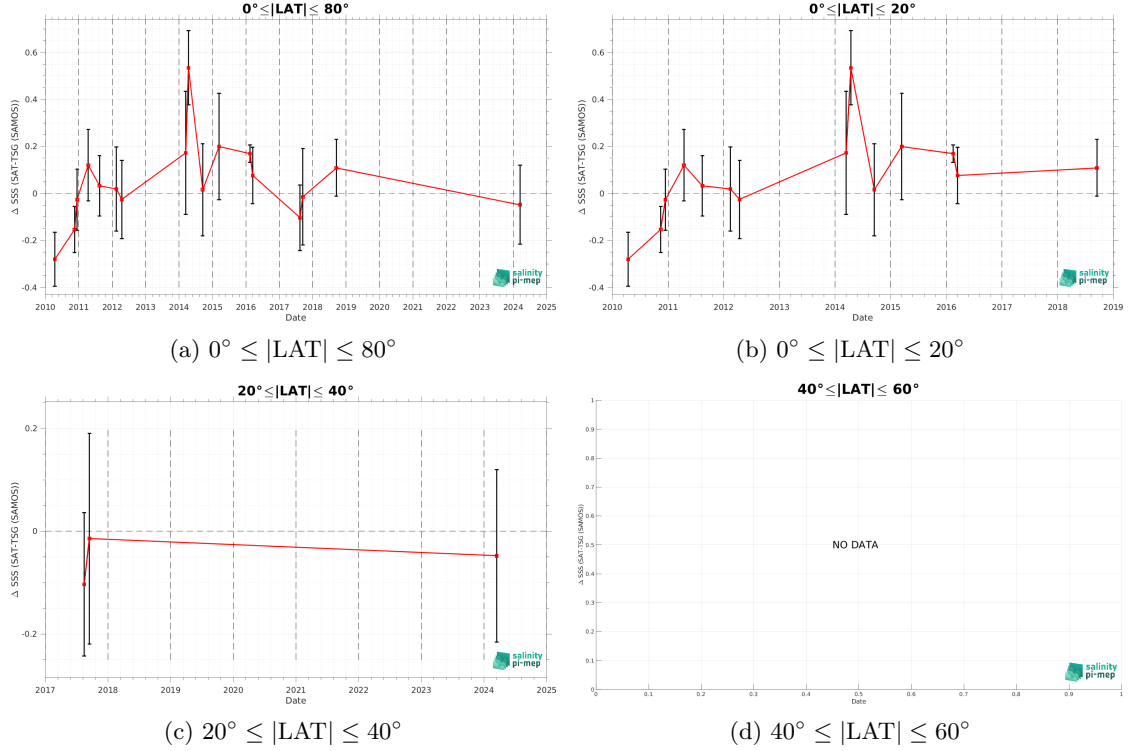 0°≤|LAT|≤ 80°
Δ SSS (SAT-TSG (SAMOS))
0.6
0.4
0.2
0
-0.2
-0.4
2010 2011 2012 2013 2014 2015 2016 2017 2018 2019 2020 2021 2022 2023 2024 2025
Date
salinity
pi-mep
(a) 0° ≤ |LAT| ≤ 80°
0°≤|LAT|≤ 20°
Δ SSS (SAT-TSG (SAMOS))
0.6
0.4
0.2
0
-0.2
-0.4
2010 2011 2012 2013 2014 2015 2016 2017 2018 2019
Date
salinity
pi-mep
(b) 0° ≤ |LAT| ≤ 20°
20°≤|LAT|≤ 40°
Δ SSS (SAT-TSG (SAMOS))
0.2
0
-0.2
2017 2018 2019 2020 2021 2022 2023 2024 2025
Date
salinity
pi-mep
(c) 20° ≤ |LAT| ≤ 40°
40°≤|LAT|≤ 60°
Δ SSS (SAT-TSG (SAMOS))
1
0.9
0.8
0.7
0.6
0.5
0.4
0.3
0.2
0.1
0
NO DATA
0 0.1 0.2 0.3 0.4 0.5 0.6 0.7 0.8 0.9 1
Date
salinity
pi-mep
(d) 40° ≤ |LAT| ≤ 60°